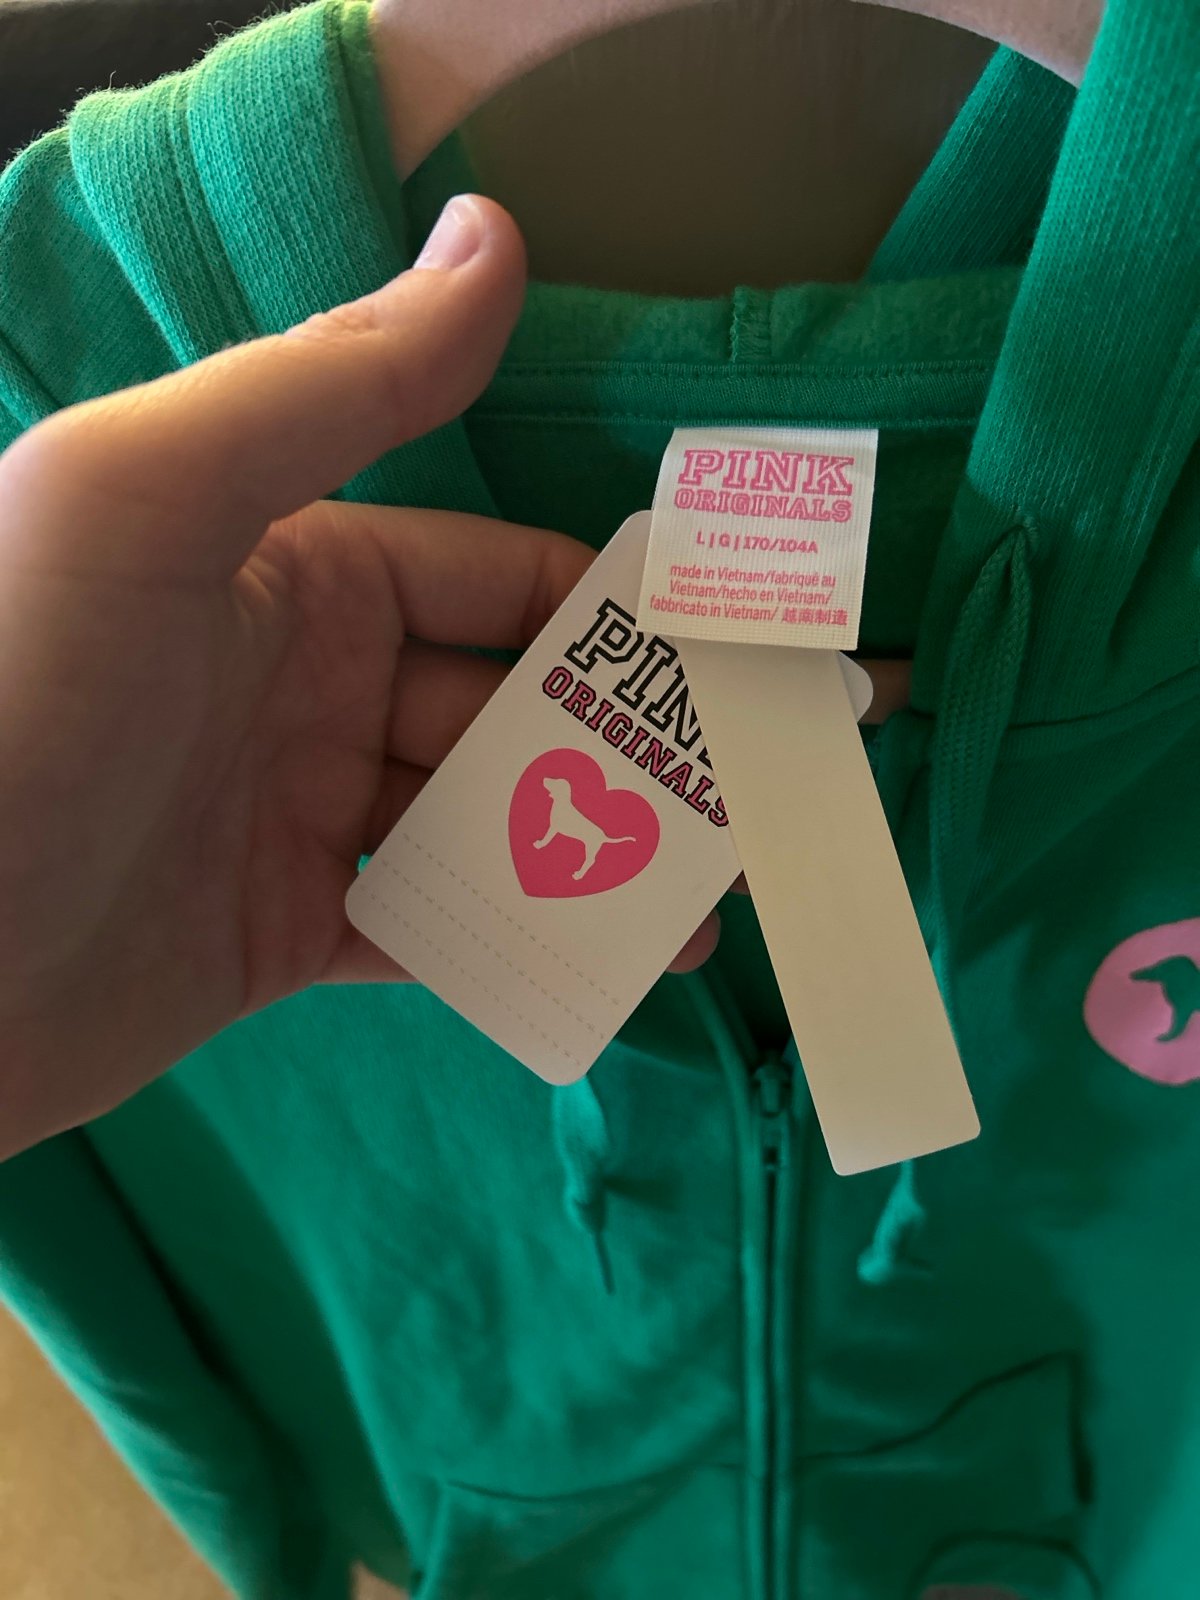 PINK
ORIGINALS
L | G | 170/104A
made in Vietnam/fabriqué au
Vietnam/hecho en Vietnam/
fabbricato in Vietnam/ 越南制造
PIN
ORIGINALS